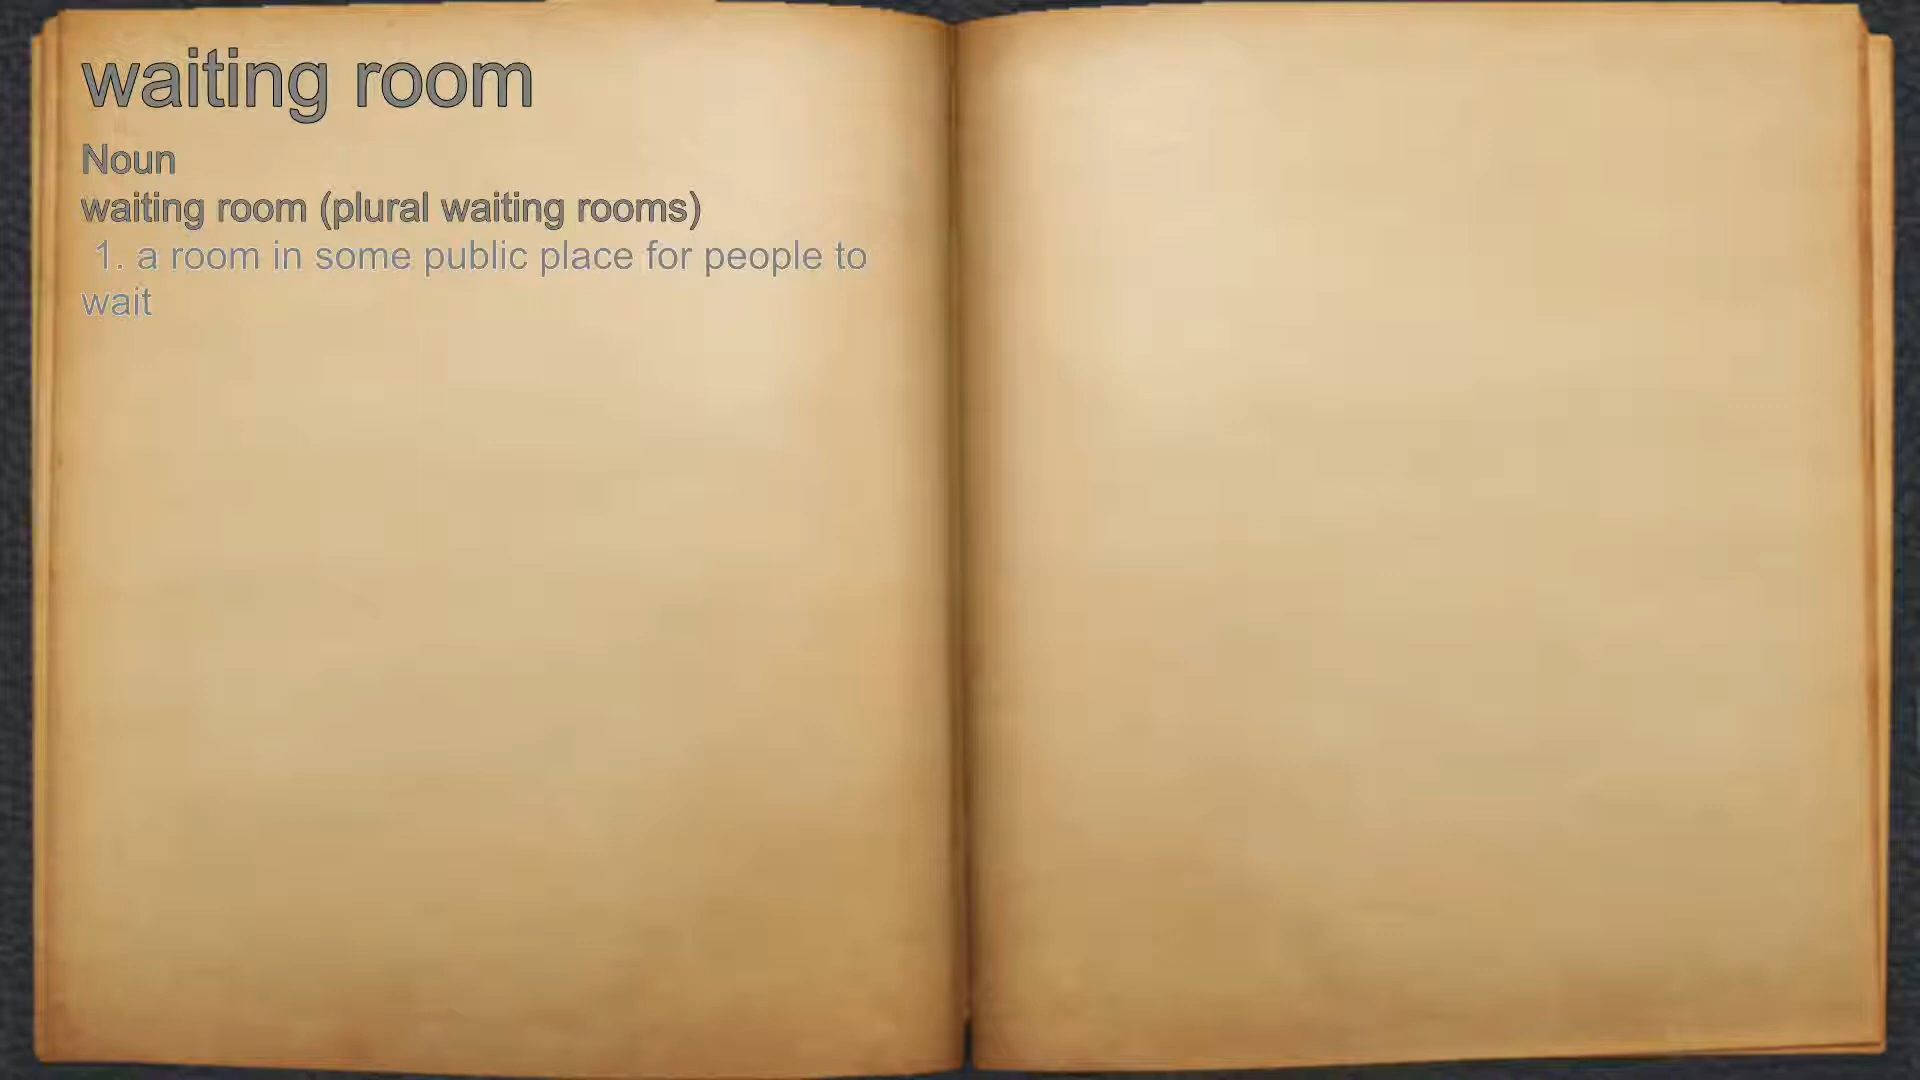 waiting room
Noun
waiting room (plural waiting rooms)
1. a room in some public place for people to
wait